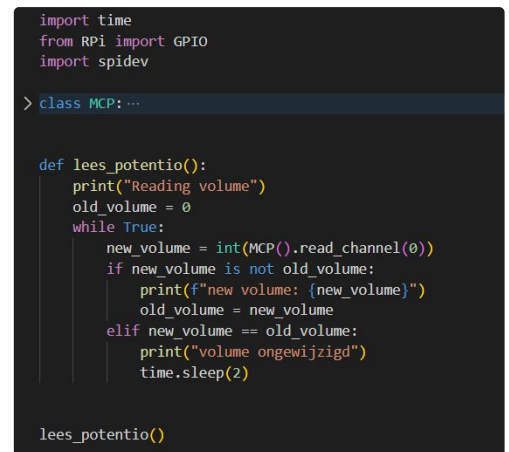 import time
from RPi import GPIO
import spidev
class MCP: ...
def lees_potentio():
    print("Reading volume")
    old_volume = 0
    while True:
        new_volume = int(MCP().read_channel(0))
        if new_volume is not old_volume:
            print(f"new volume: {new_volume}")
            old_volume = new_volume
        elif new_volume == old_volume:
            print("volume ongewijzigd")
            time.sleep(2)
lees_potentio()